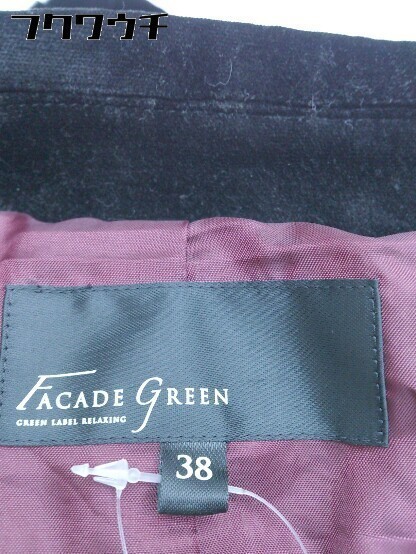 フクワウチ
FACADE GREEN
GREEN LABEL RELAXING
38